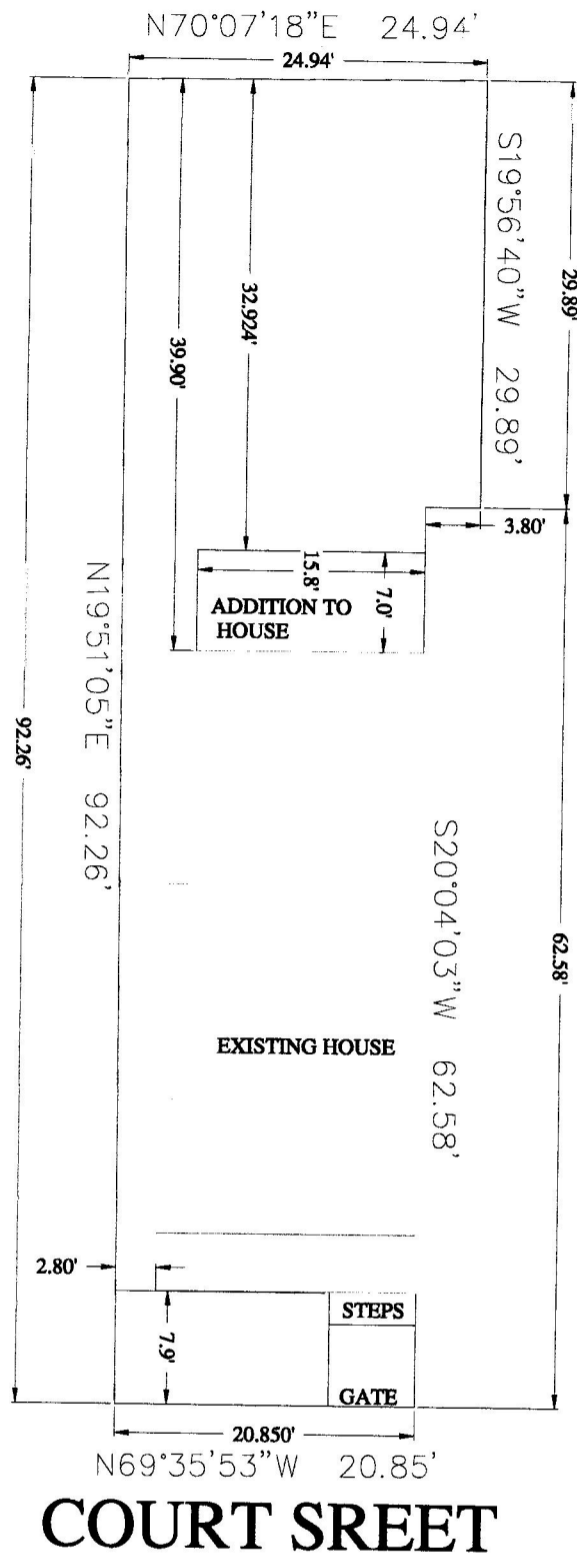 N70°07'18"E 24.94'
24.94'
S19°56'40"W 29.89'
29.89'
32.924'
39.90'
3.80'
15.8'
7.0'
ADDITION TO
HOUSE
N19°51'05"E 92.26'
92.26'
S20°04'03"W 62.58'
62.58'
EXISTING HOUSE
2.80'
7.9'
STEPS
GATE
20.850'
N69°35'53"W 20.85'
COURT SREET